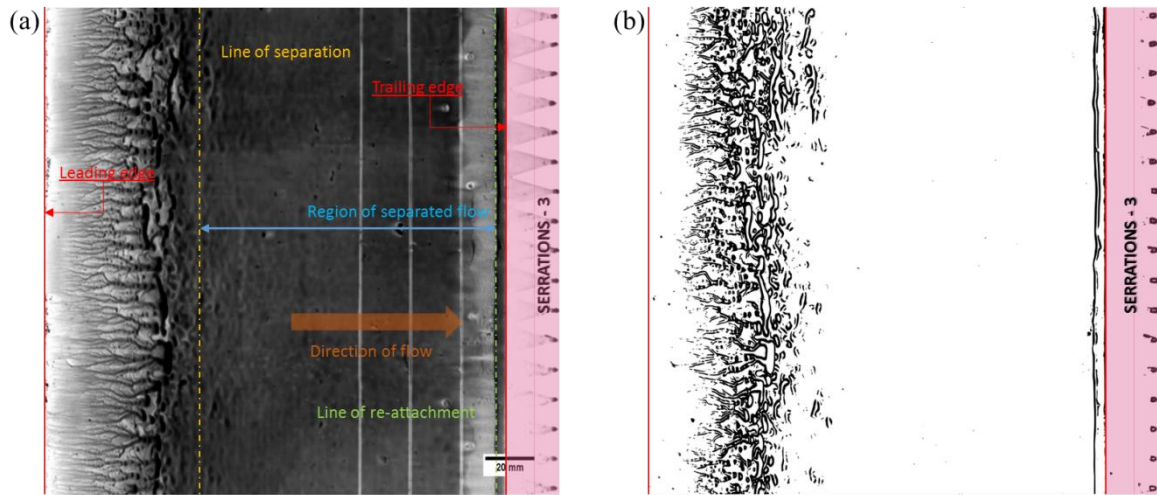 (a)
Line of separation
Trailing edge
Leading edge
Region of separated flow
Direction of flow
Line of re-attachment
20 mm
SERRATIONS - 3
(b)
SERRATIONS - 3